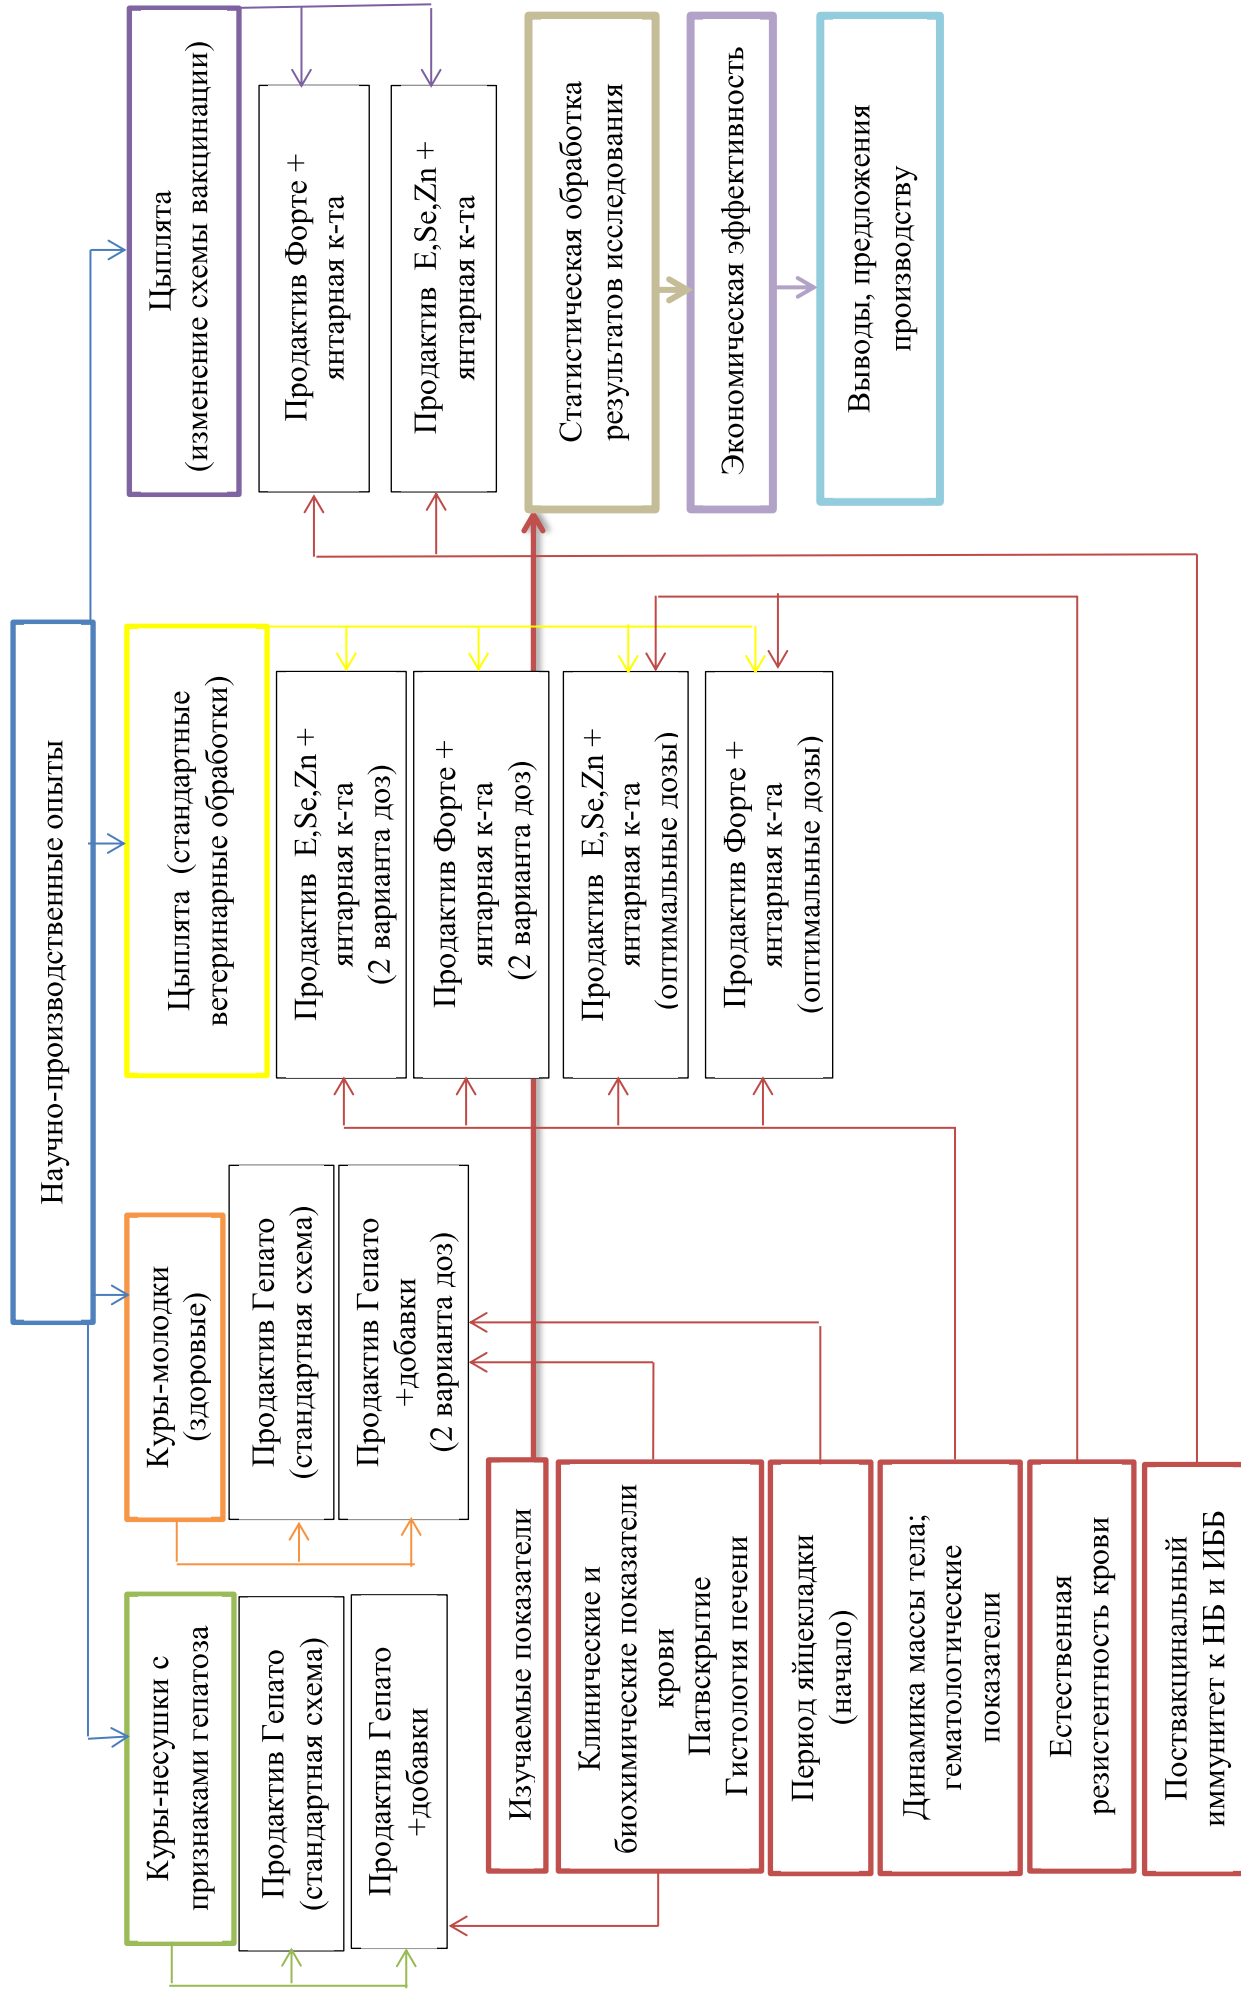 Научно-производственные опыты
Куры-несушки с
признаками гепатоза
Продактив Гепато
(стандартная схема)
Продактив Гепато
+добавки
Куры-молодки
(здоровые)
Продактив Гепато
(стандартная схема)
Продактив Гепато
+добавки
(2 варианта доз)
Цыплята (стандартные
ветеринарные обработки)
Продактив E,Se,Zn +
янтарная к-та
(2 варианта доз)
Продактив Форте +
янтарная к-та
(2 варианта доз)
Продактив E,Se,Zn +
янтарная к-та
(оптимальные дозы)
Продактив Форте +
янтарная к-та
(оптимальные дозы)
Цыплята
(изменение схемы вакцинации)
Продактив Форте +
янтарная к-та
Продактив E,Se,Zn +
янтарная к-та
Изучаемые показатели
Клинические и
биохимические показатели
крови
Патвскрытие
Гистология печени
Период яйцекладки
(начало)
Динамика массы тела;
гематологические
показатели
Естественная
резистентность крови
Поствакцинальный
иммунитет к НБ и ИББ
Статистическая обработка
результатов исследования
Экономическая эффективность
Выводы, предложения
производству